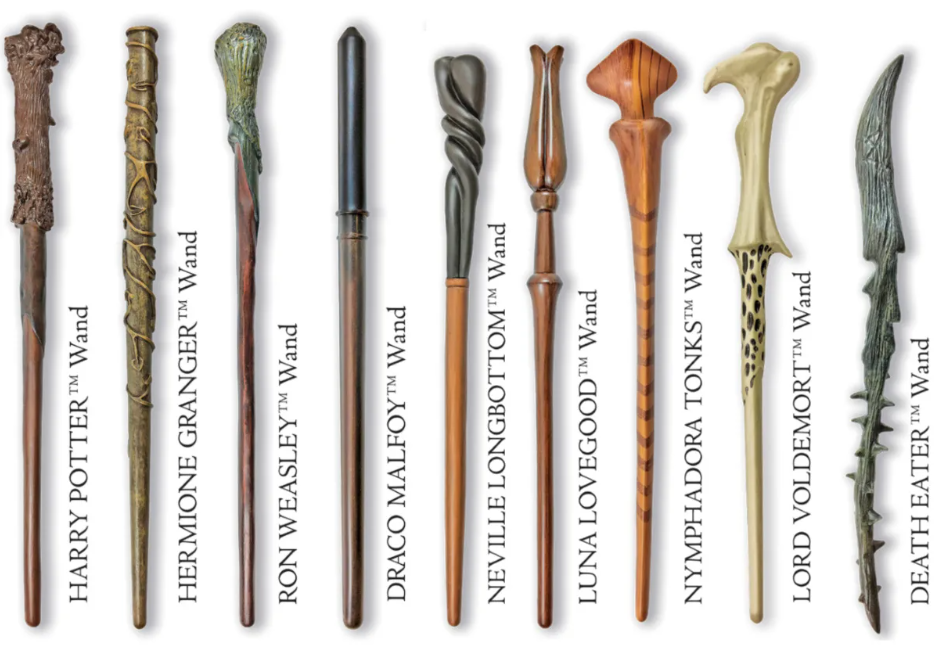 HARRY POTTER™ Wand
HERMIONE GRANGER™ Wand
RON WEASLEY™ Wand
DRACO MALFOY™ Wand
NEVILLE LONGBOTTOM™ Wand
LUNA LOVEGOOD™ Wand
NYMPHADORA TONKS™ Wand
LORD VOLDEMORT™ Wand
DEATH EATER™ Wand